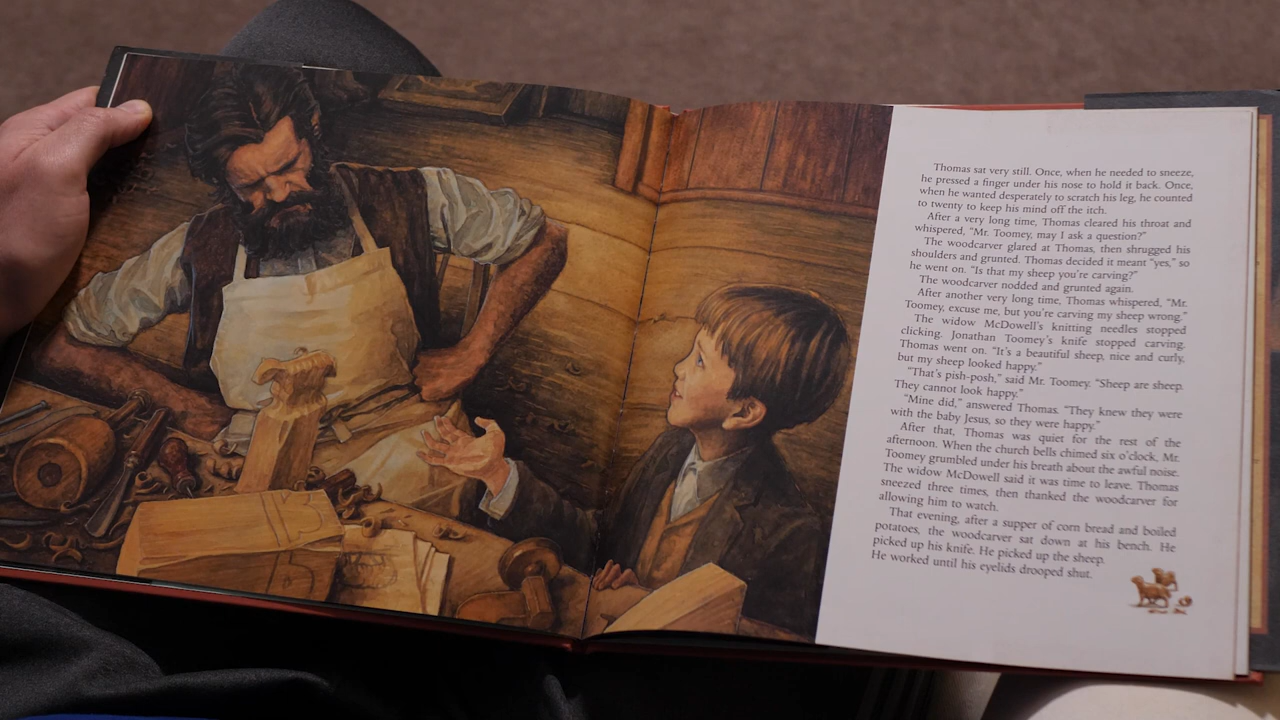 Thomas sat very still. Once, when he needed to sneeze,
he pressed a finger under his nose to hold it back. Once,
when he wanted desperately to scratch his leg, he counted
to twenty to keep his mind off the itch.
After a very long time, Thomas cleared his throat and
whispered, “Mr. Toomey, may I ask a question?”
The woodcarver glared at Thomas, then shrugged his
shoulders and grunted. Thomas decided it meant “yes,” so
he went on. “Is that my sheep you’re carving?”
The woodcarver nodded and grunted again.
After another very long time, Thomas whispered, “Mr.
Toomey, excuse me, but you’re carving my sheep wrong.”
The widow McDowell’s knitting needles stopped
clicking. Jonathan Toomey’s knife stopped carving.
Thomas went on. “It’s a beautiful sheep, nice and curly,
but my sheep looked happy.”
“That’s pish-posh,” said Mr. Toomey. “Sheep are sheep.
They cannot look happy.”
“Mine did,” answered Thomas. “They knew they were
with the baby Jesus, so they were happy.”
After that, Thomas was quiet for the rest of the
afternoon. When the church bells chimed six o’clock, Mr.
Toomey grumbled under his breath about the awful noise.
The widow McDowell said it was time to leave. Thomas
sneezed three times, then thanked the woodcarver for
allowing him to watch.
That evening, after a supper of corn bread and boiled
potatoes, the woodcarver sat down at his bench. He
picked up his knife. He picked up the sheep.
He worked until his eyelids drooped shut.